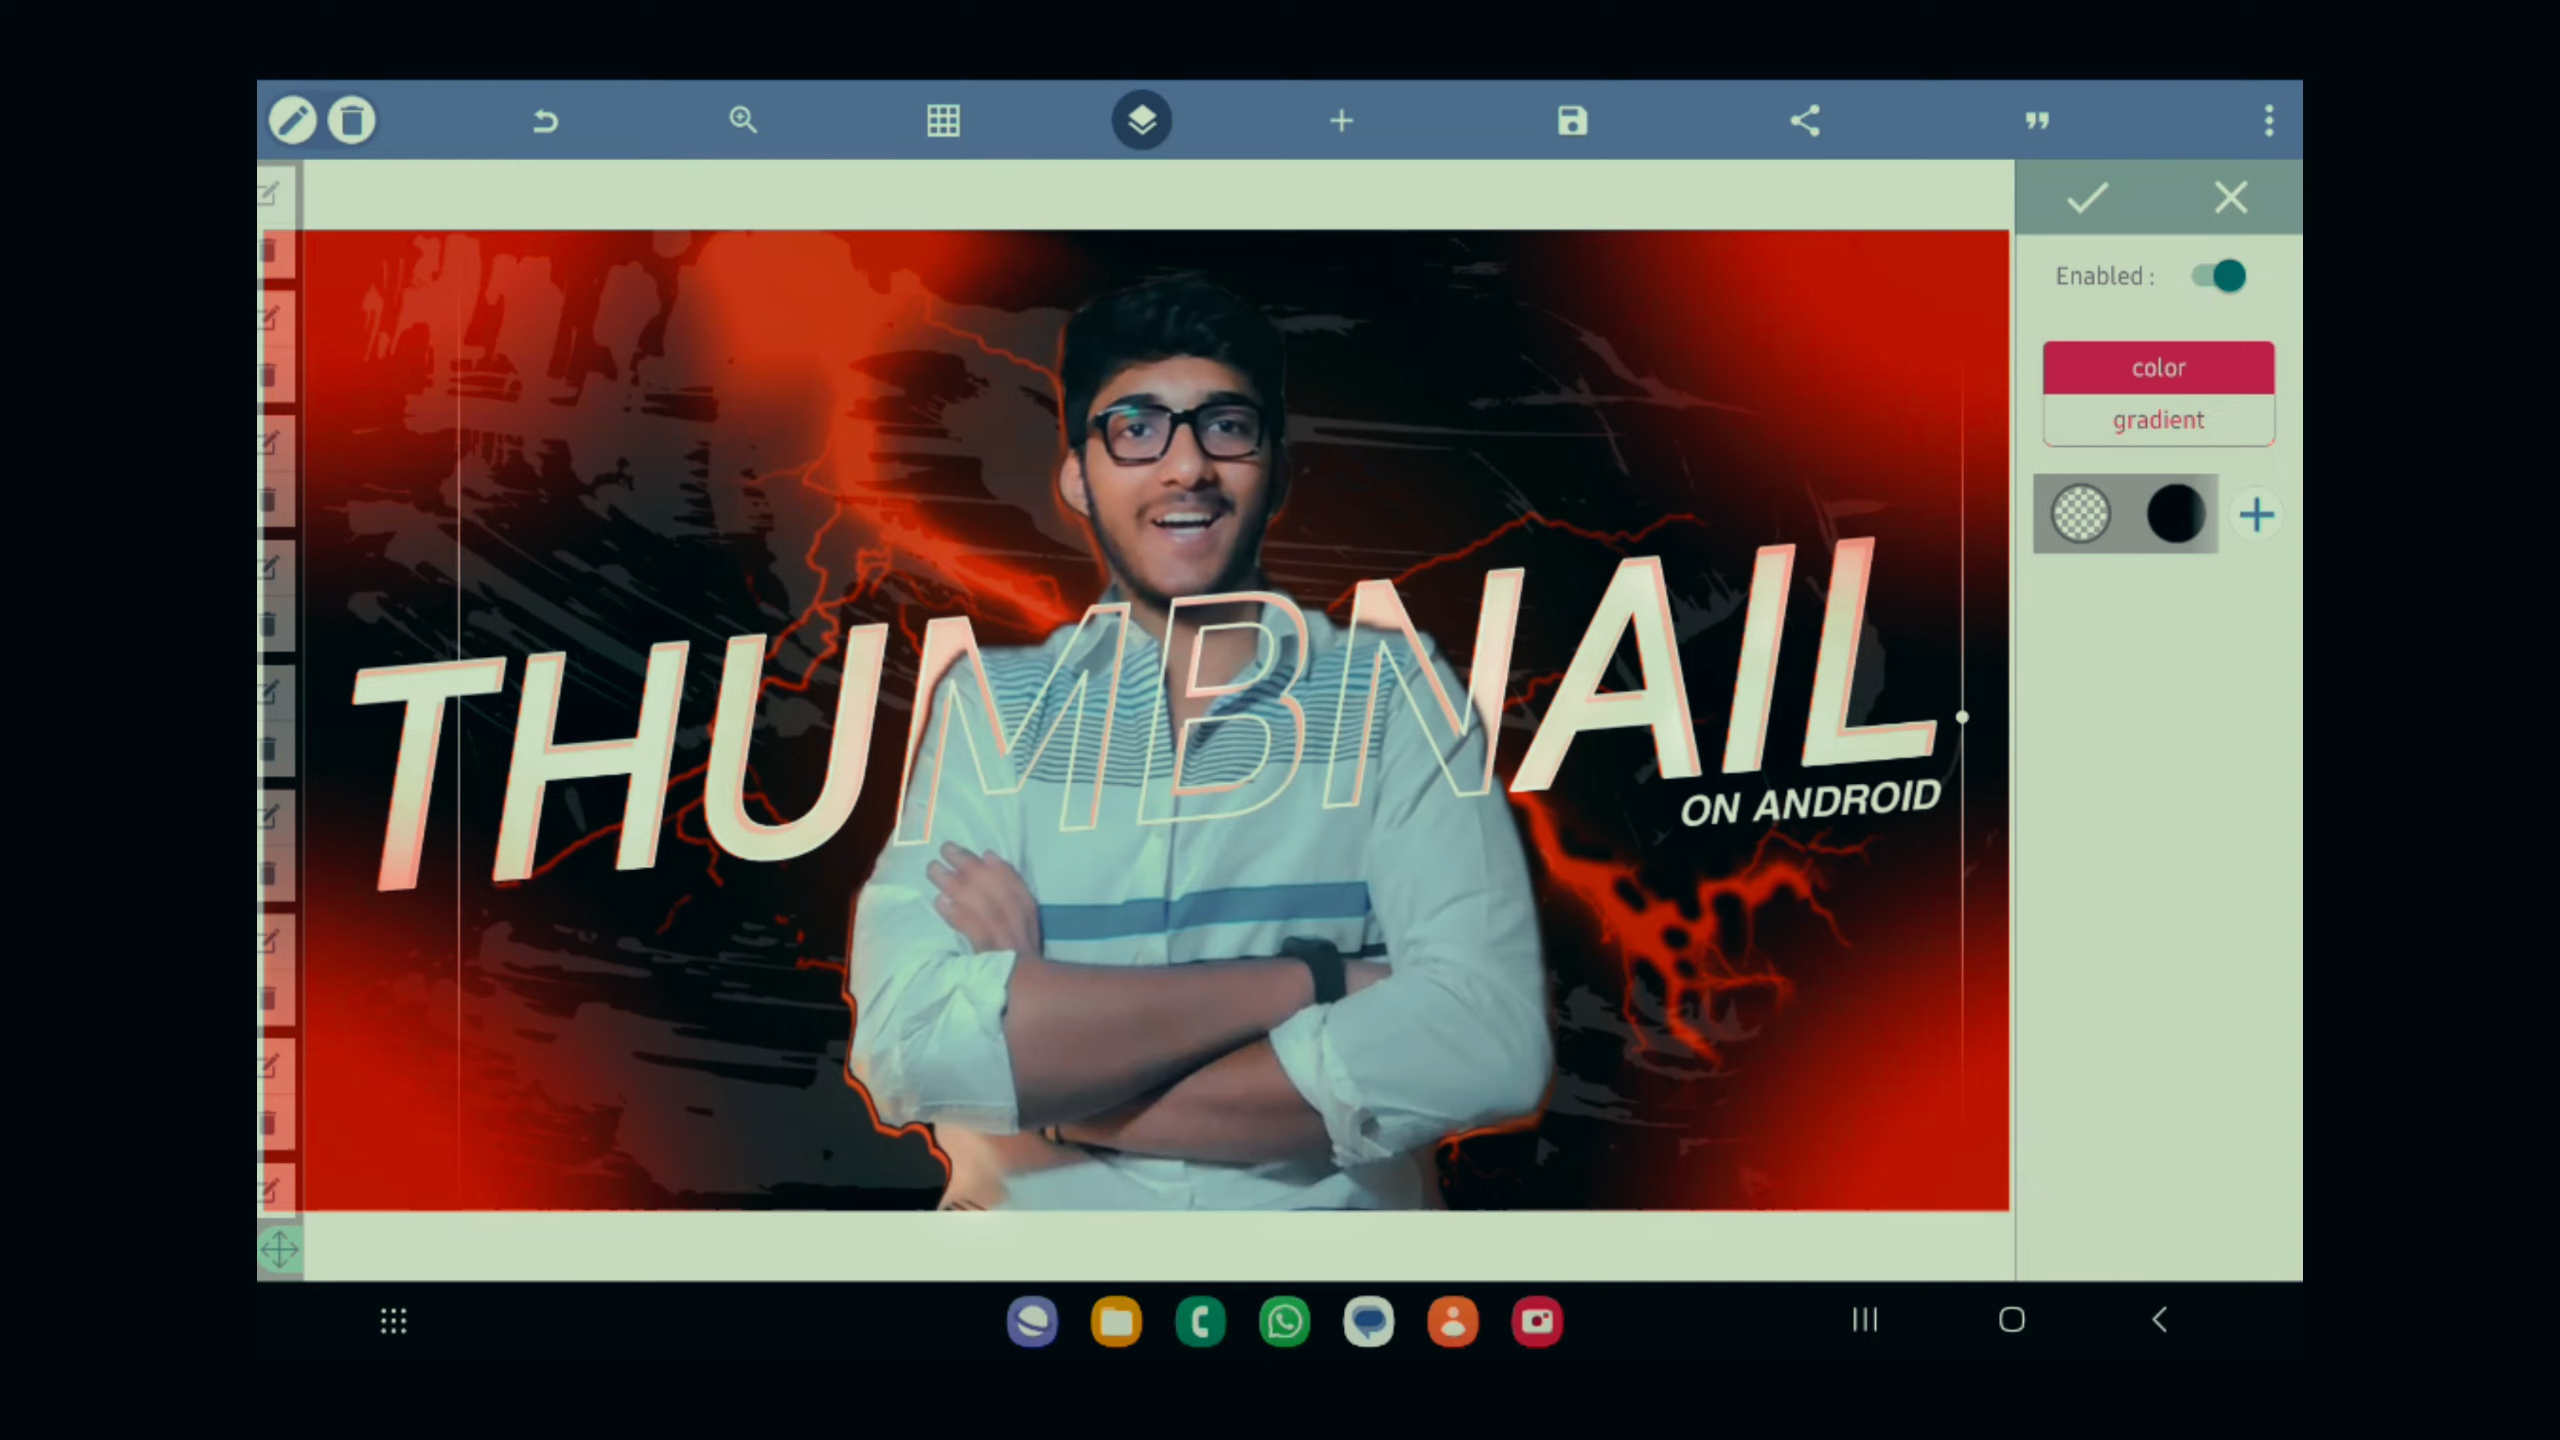 Enabled :
color
gradient
THUMBNAIL
ON ANDROID